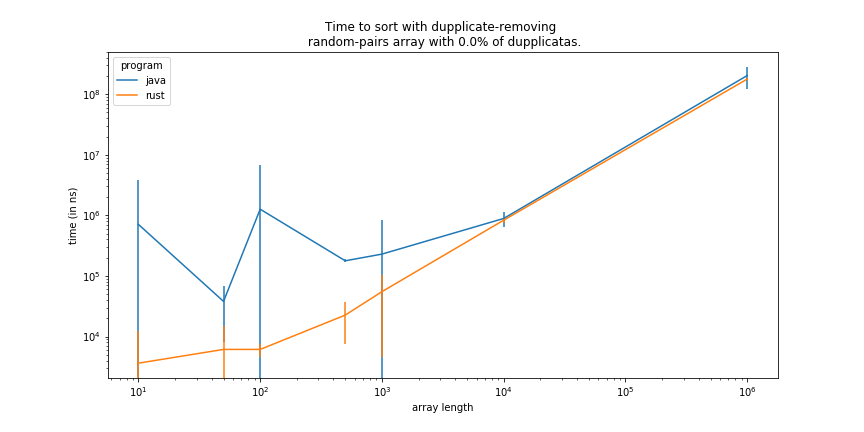 Time to sort with dupplicate-removing
random-pairs array with 0.0% of dupplicatas.
program
java
rust
10⁸
10⁷
10⁶
10⁵
10⁴
time (in ns)
10¹
10²
10³
10⁴
10⁵
10⁶
array length